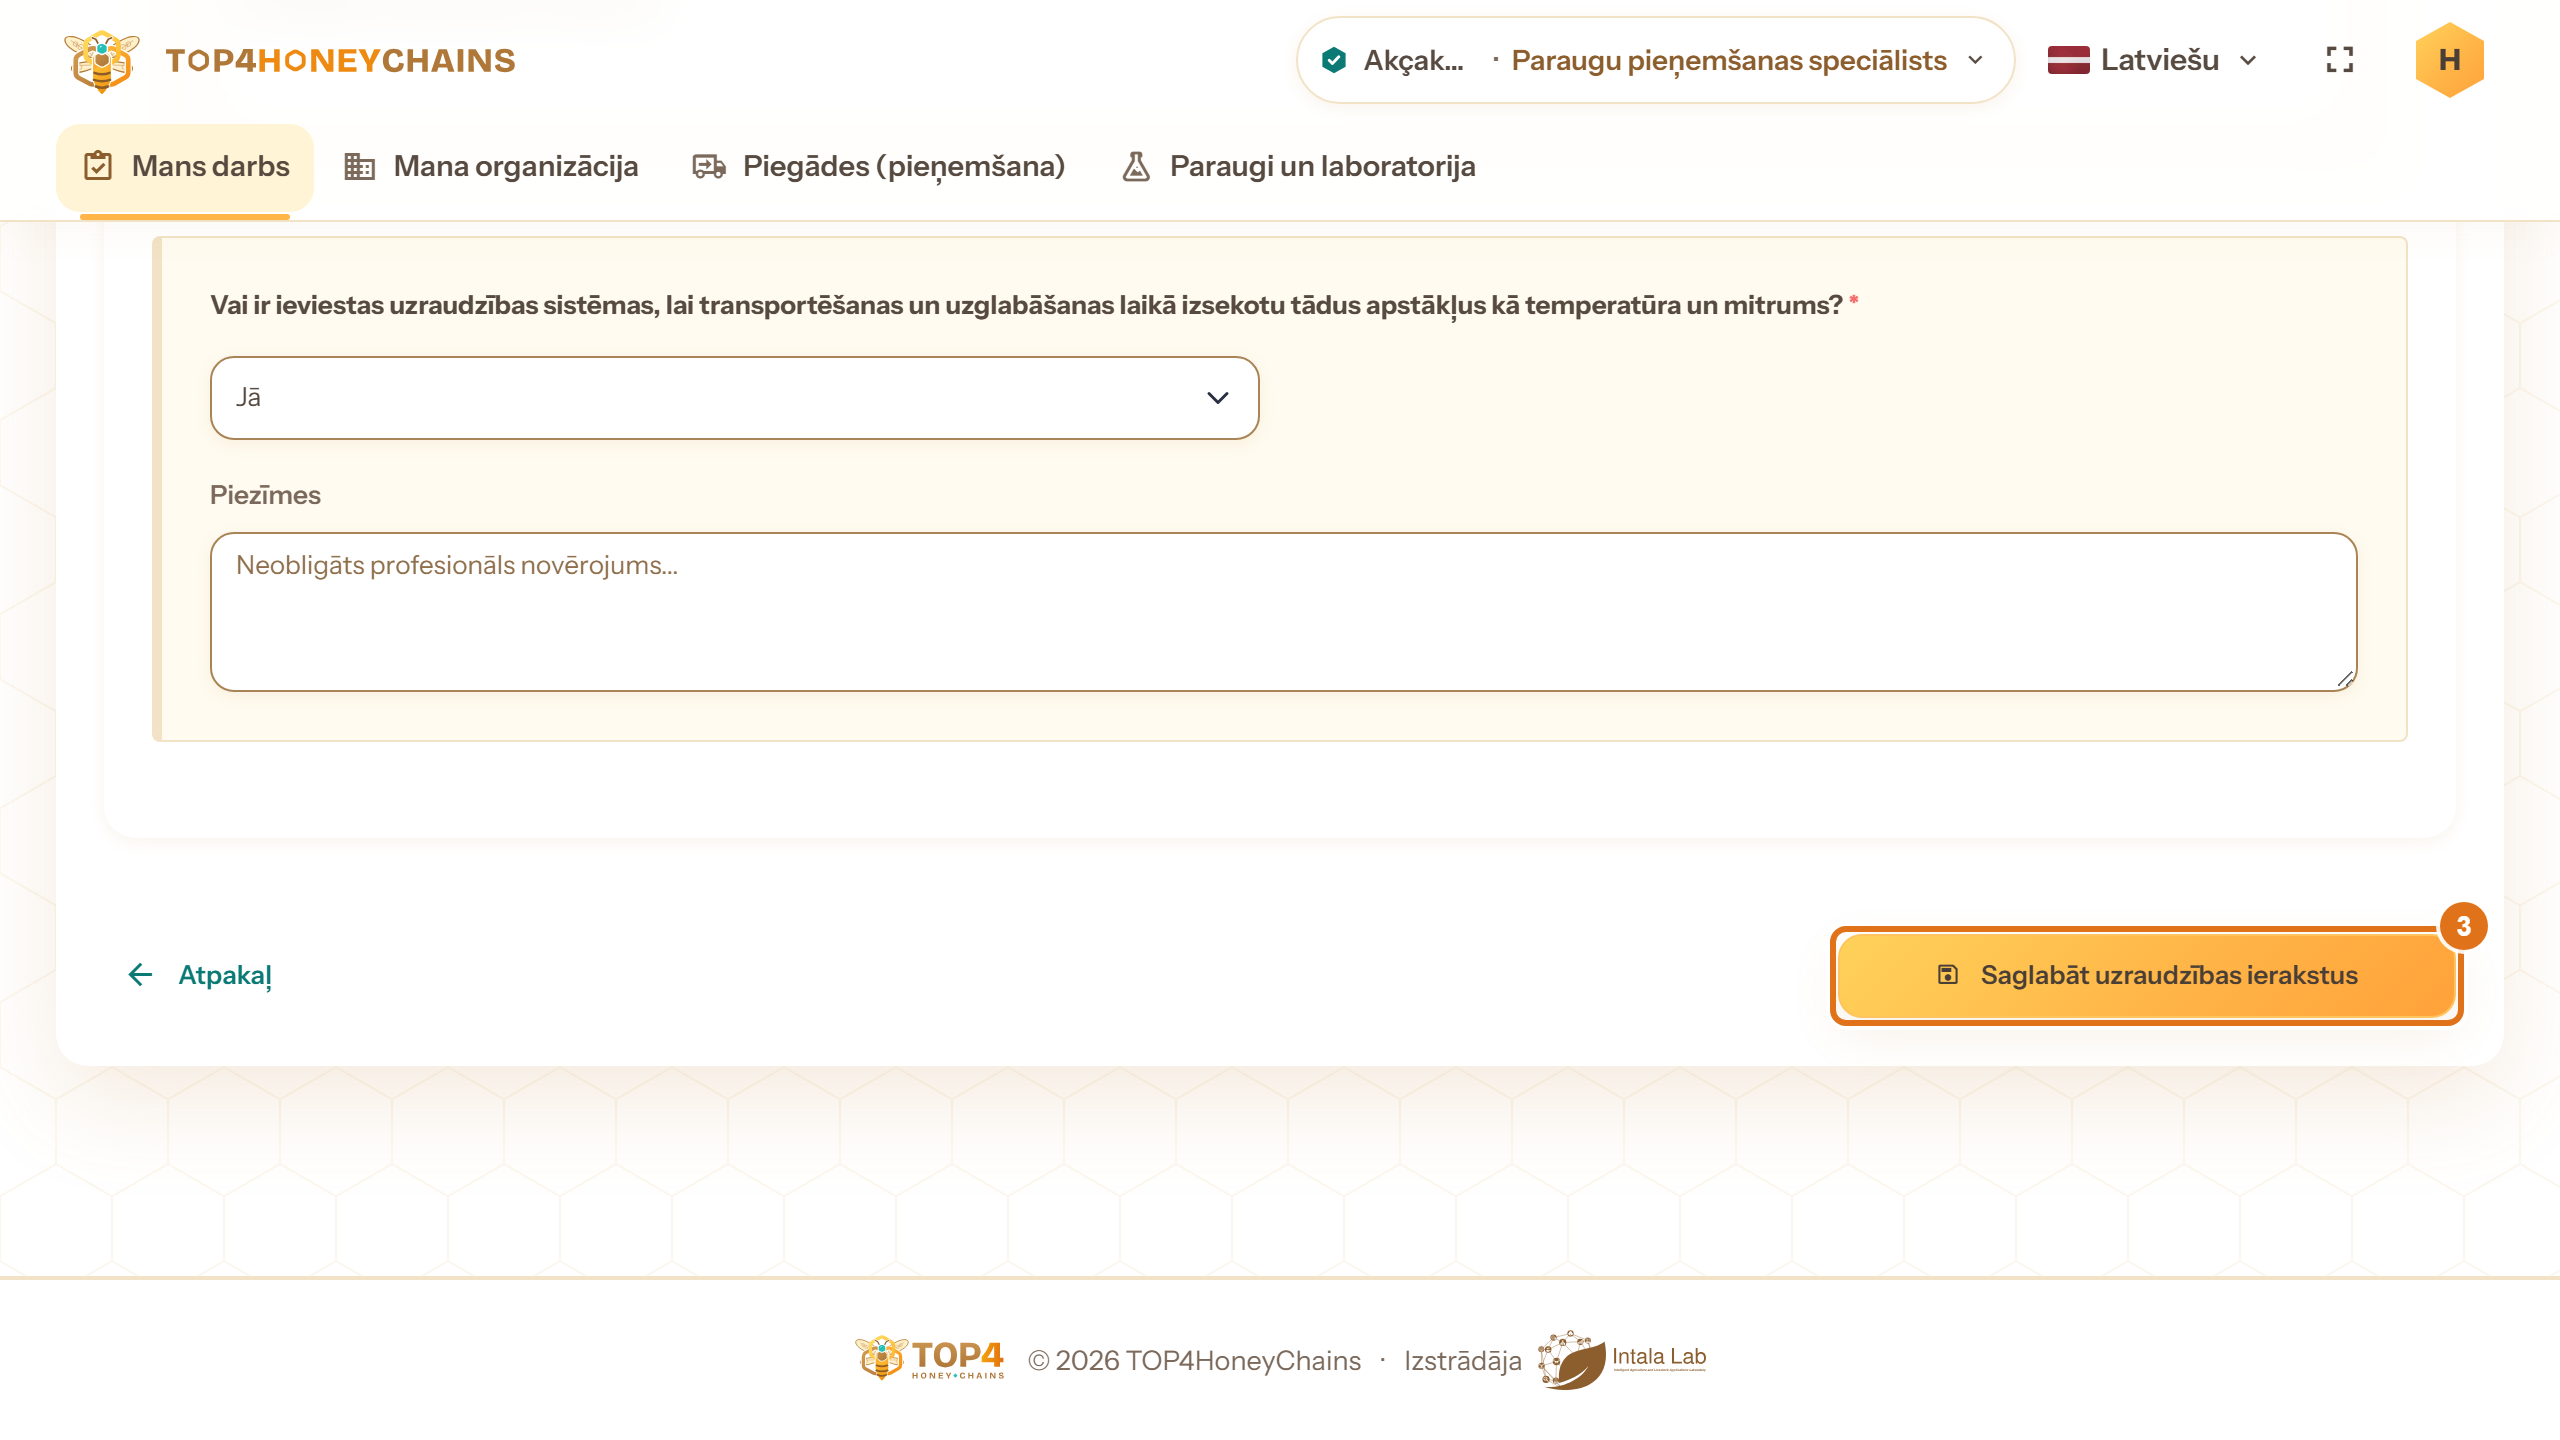 TOP4HONEYCHAINS
Akçak... · Paraugu pieņemšanas speciālists
Latviešu
H
Mans darbs
Mana organizācija
Piegādes (pieņemšana)
Paraugi un laboratorija
Vai ir ieviestas uzraudzības sistēmas, lai transportēšanas un uzglabāšanas laikā izsekotu tādus apstākļus kā temperatūra un mitrums? *
Jā
Piezīmes
Neobligāts profesionāls novērojums...
3
Atpakaļ
Saglabāt uzraudzības ierakstus
TOP4
HONEY CHAINS
© 2026 TOP4HoneyChains · Izstrādāja
Intala Lab